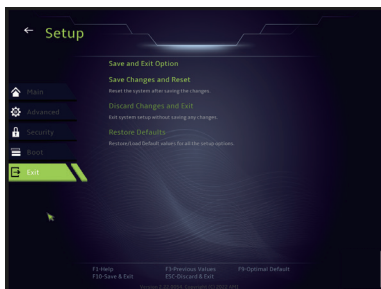 Setup
Save and Exit Option
Save Changes and Reset
Reset the system after saving the changes.
Main
Discard Changes and Exit
Advanced
Exit system setup without saving any changes.
Security
Restore Defaults
Restore/Load Default values for all the setup options.
Boot
Exit
F1-Help F3-Previous Values F9-Optimal Default
F10-Save & Exit ESC-Discard & Exit